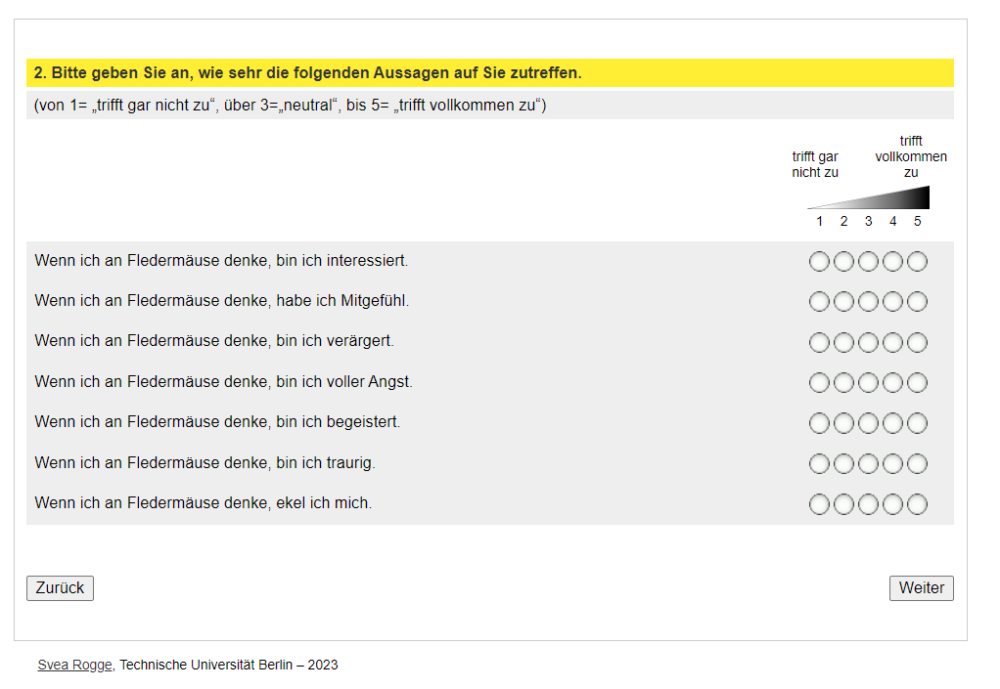 2. Bitte geben Sie an, wie sehr die folgenden Aussagen auf Sie zutreffen.
(von 1= „trifft gar nicht zu“, über 3=„neutral“, bis 5= „trifft vollkommen zu“)
trifft gar
nicht zu
trifft
vollkommen
zu
1 2 3 4 5
Wenn ich an Fledermäuse denke, bin ich interessiert.
Wenn ich an Fledermäuse denke, habe ich Mitgefühl.
Wenn ich an Fledermäuse denke, bin ich verärgert.
Wenn ich an Fledermäuse denke, bin ich voller Angst.
Wenn ich an Fledermäuse denke, bin ich begeistert.
Wenn ich an Fledermäuse denke, bin ich traurig.
Wenn ich an Fledermäuse denke, ekel ich mich.
Zurück
Weiter
Svea Rogge, Technische Universität Berlin – 2023